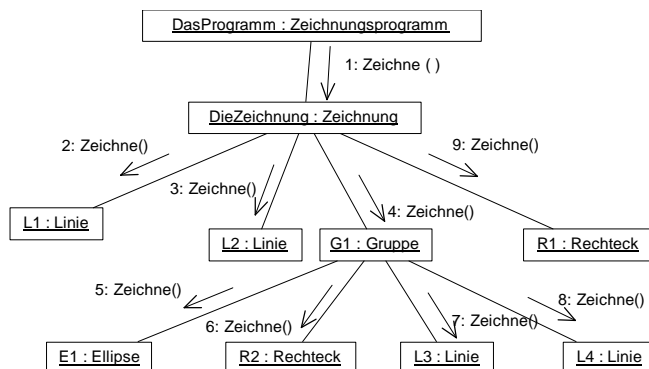 DasProgramm : Zeichnungsprogramm
1: Zeichne ( )
DieZeichnung : Zeichnung
2: Zeichne()
9: Zeichne()
3: Zeichne()
4: Zeichne()
L1 : Linie
L2 : Linie
G1 : Gruppe
R1 : Rechteck
5: Zeichne()
6: Zeichne()
7: Zeichne()
8: Zeichne()
E1 : Ellipse
R2 : Rechteck
L3 : Linie
L4 : Linie